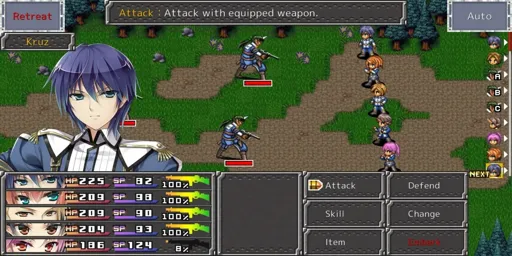 Retreat
Attack : Attack with equipped weapon.
Auto
Kruz
A
B
C
HP 225 SP 82 100%
HP 209 SP 98 100%
HP 209 SP 90 100%
HP 204 SP 93 100%
HP 186 SP 124 8%
Attack Defend
Skill Change
Item
NEXT